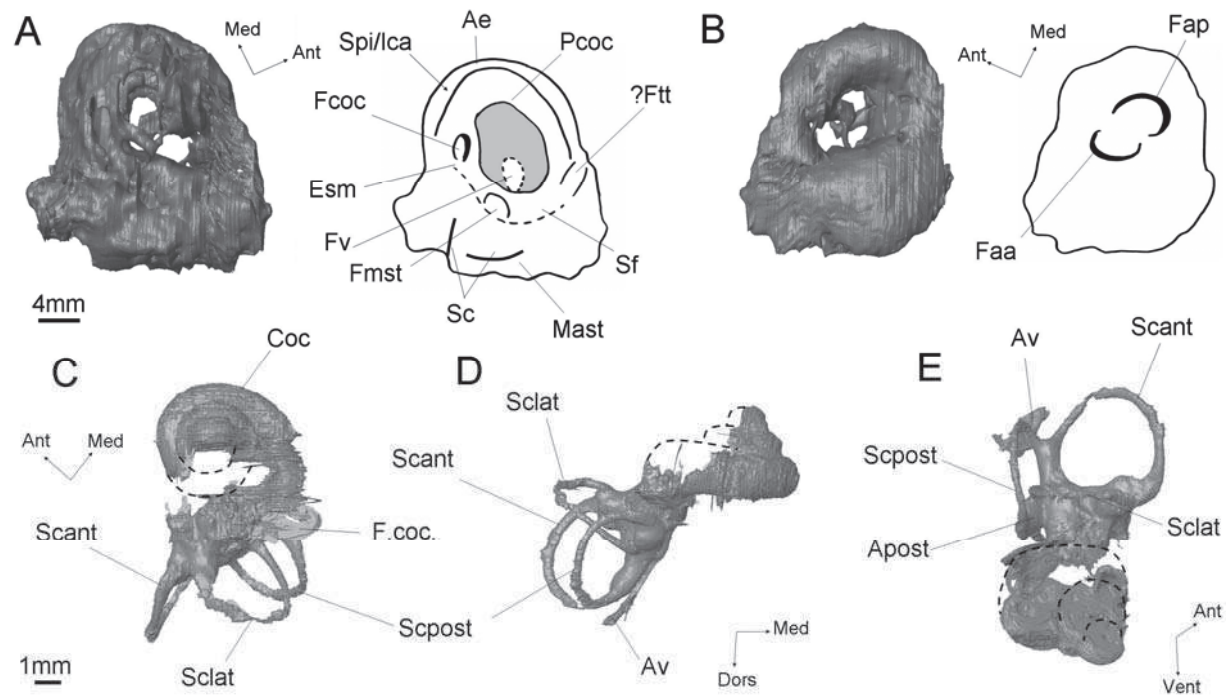 A
Med
Ant
Ae
Spi/Ica
Pcoc
Fcoc
?Ftt
Esm
Fv
Fmst
Sf
Sc
Mast
4mm
B
Med
Ant
Fap
Faa
C
Coc
Ant
Med
Scant
F.coc.
Sclat
Scpost
1mm
D
Sclat
Scant
Av
Med
Dors
E
Av
Scant
Scpost
Sclat
Apost
Ant
Vent